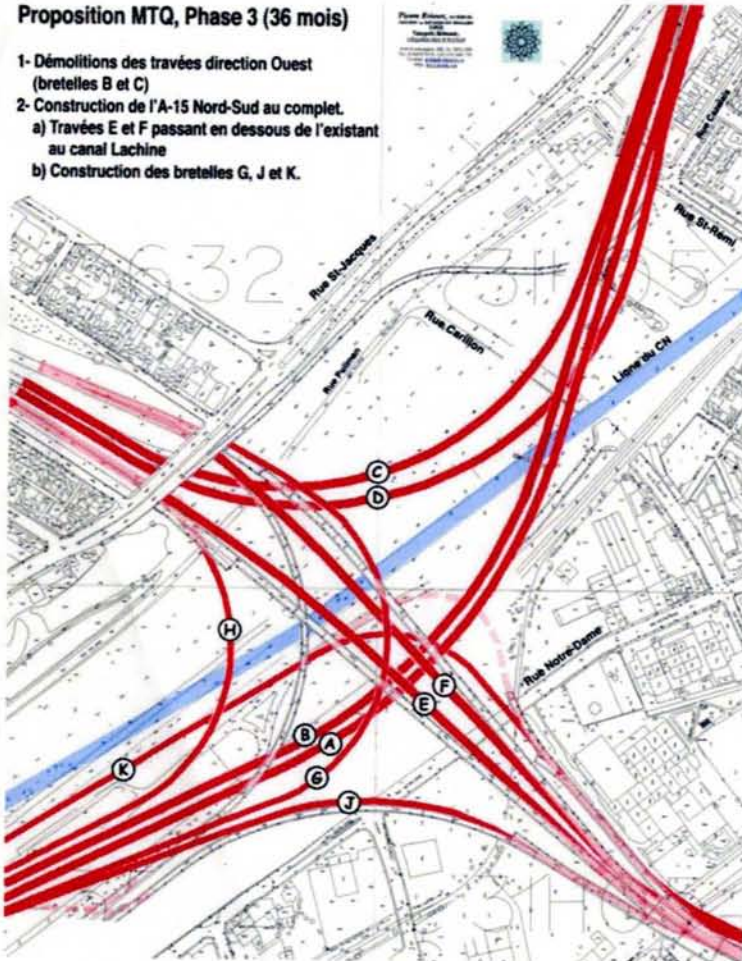 Proposition MTQ, Phase 3 (36 mois)
1- Démolitions des travées direction Ouest
(bretelles B et C)
2- Construction de l'A-15 Nord-Sud au complet.
a) Travées E et F passant en dessous de l'existant
au canal Lachine
b) Construction des bretelles G, J et K.
Rue St-Jacques
Rue Carillon
Rue Pullman
Ligne du CN
Rue St-Rémi
Rue Notre-Dame
C
D
H
F
E
B
A
K
G
J